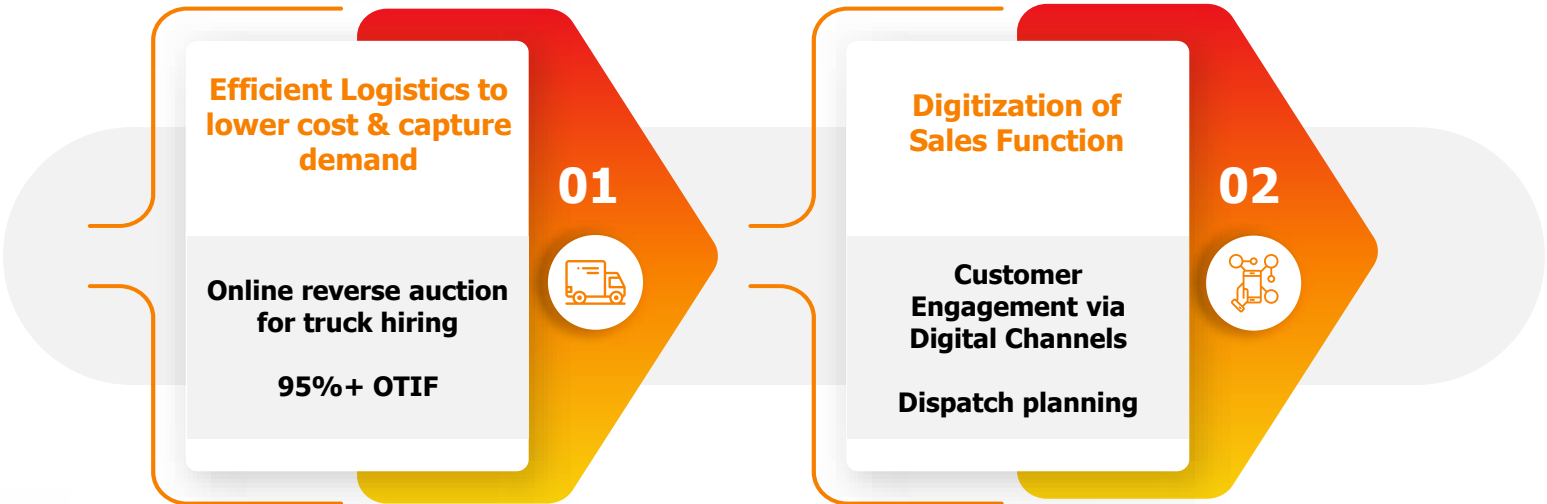 Efficient Logistics to
lower cost & capture
demand
01
Online reverse auction
for truck hiring
95%+ OTIF
Digitization of
Sales Function
02
Customer
Engagement via
Digital Channels
Dispatch planning